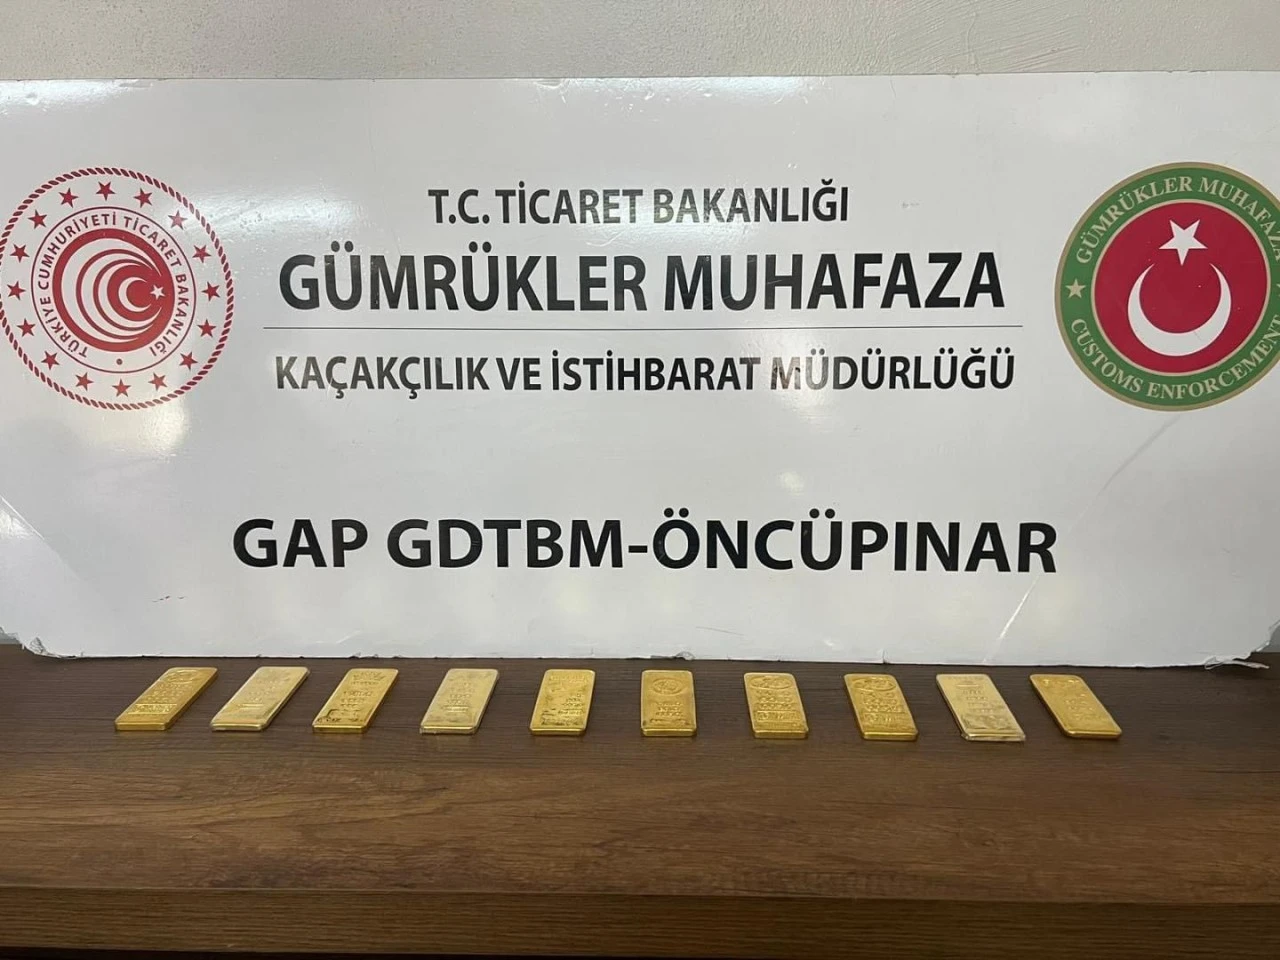 T.C. TİCARET BAKANLIĞI
GÜMRÜKLER MUHAFAZA
KAÇAKÇILIK VE İSTİHBARAT MÜDÜRLÜĞÜ
GAP GDTBM-ÖNCÜPINAR
TÜRKİYE CUMHURİYETİ TİCARET BAKANLIĞI
GÜMRÜKLER MUHAFAZA
CUSTOMS ENFORCEMENT